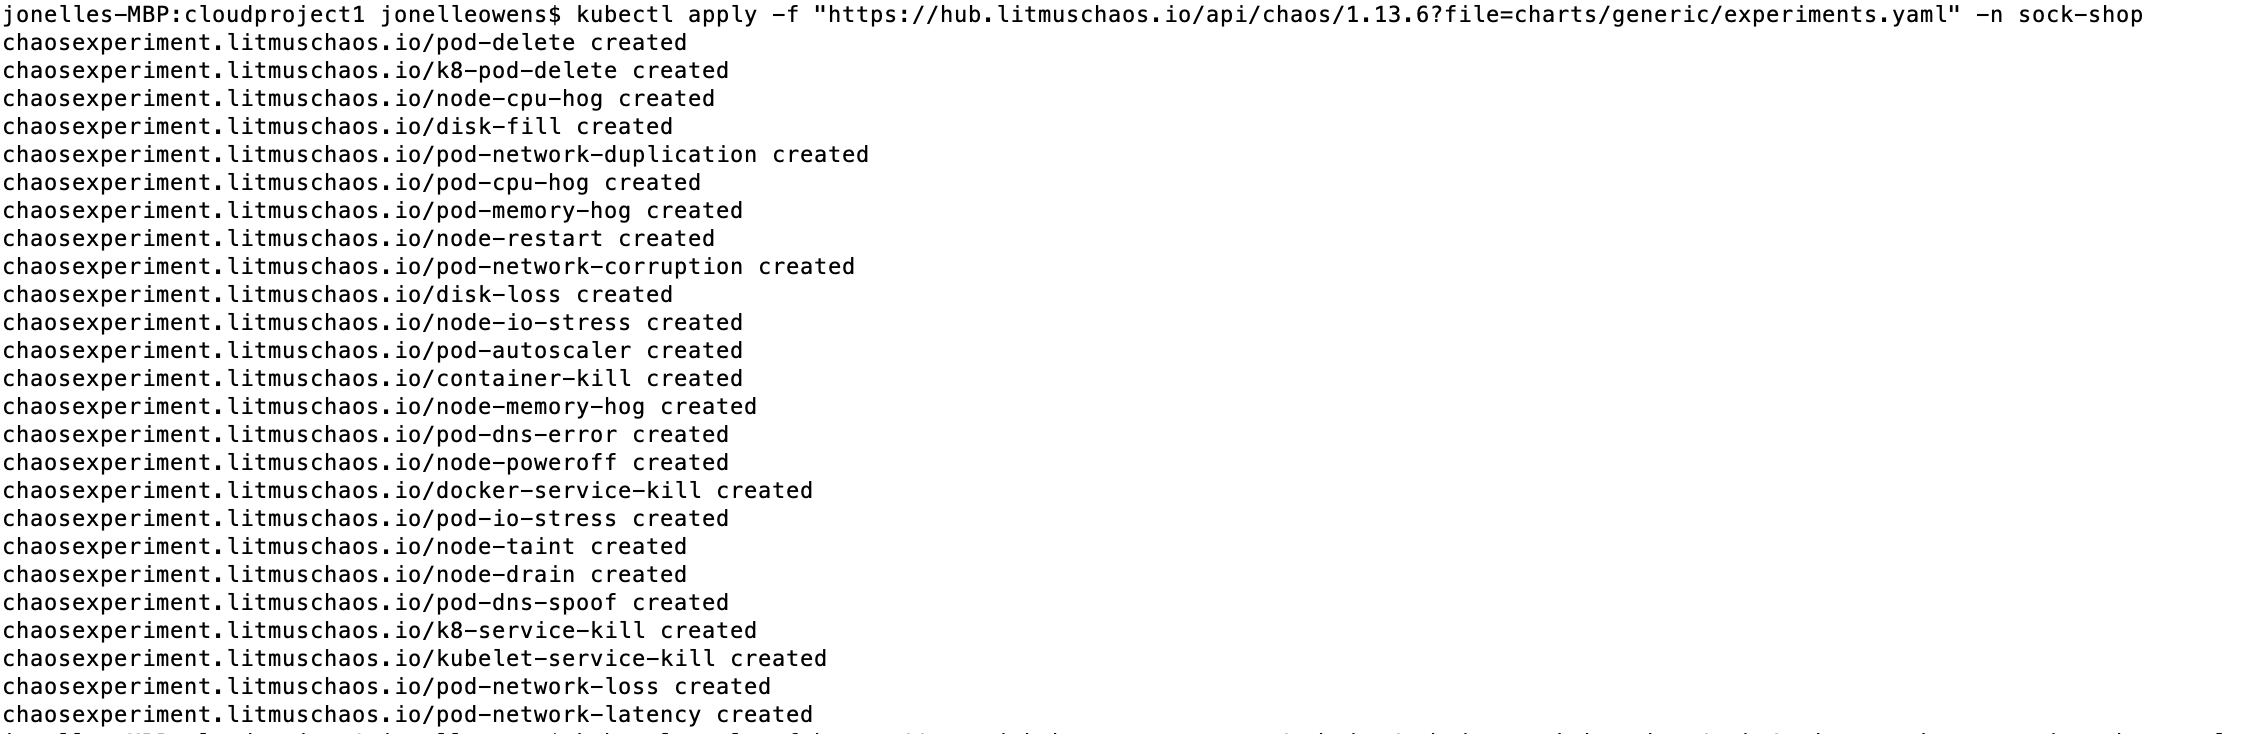 jonelles-MBP:cloudproject1 jonelleowens$ kubectl apply -f "https://hub.litmuschaos.io/api/chaos/1.13.6?file=charts/generic/experiments.yaml" -n sock-shop
chaosexperiment.litmuschaos.io/pod-delete created
chaosexperiment.litmuschaos.io/k8-pod-delete created
chaosexperiment.litmuschaos.io/node-cpu-hog created
chaosexperiment.litmuschaos.io/disk-fill created
chaosexperiment.litmuschaos.io/pod-network-duplication created
chaosexperiment.litmuschaos.io/pod-cpu-hog created
chaosexperiment.litmuschaos.io/pod-memory-hog created
chaosexperiment.litmuschaos.io/node-restart created
chaosexperiment.litmuschaos.io/pod-network-corruption created
chaosexperiment.litmuschaos.io/disk-loss created
chaosexperiment.litmuschaos.io/node-io-stress created
chaosexperiment.litmuschaos.io/pod-autoscaler created
chaosexperiment.litmuschaos.io/container-kill created
chaosexperiment.litmuschaos.io/node-memory-hog created
chaosexperiment.litmuschaos.io/pod-dns-error created
chaosexperiment.litmuschaos.io/node-poweroff created
chaosexperiment.litmuschaos.io/docker-service-kill created
chaosexperiment.litmuschaos.io/pod-io-stress created
chaosexperiment.litmuschaos.io/node-taint created
chaosexperiment.litmuschaos.io/node-drain created
chaosexperiment.litmuschaos.io/pod-dns-spoof created
chaosexperiment.litmuschaos.io/k8-service-kill created
chaosexperiment.litmuschaos.io/kubelet-service-kill created
chaosexperiment.litmuschaos.io/pod-network-loss created
chaosexperiment.litmuschaos.io/pod-network-latency created